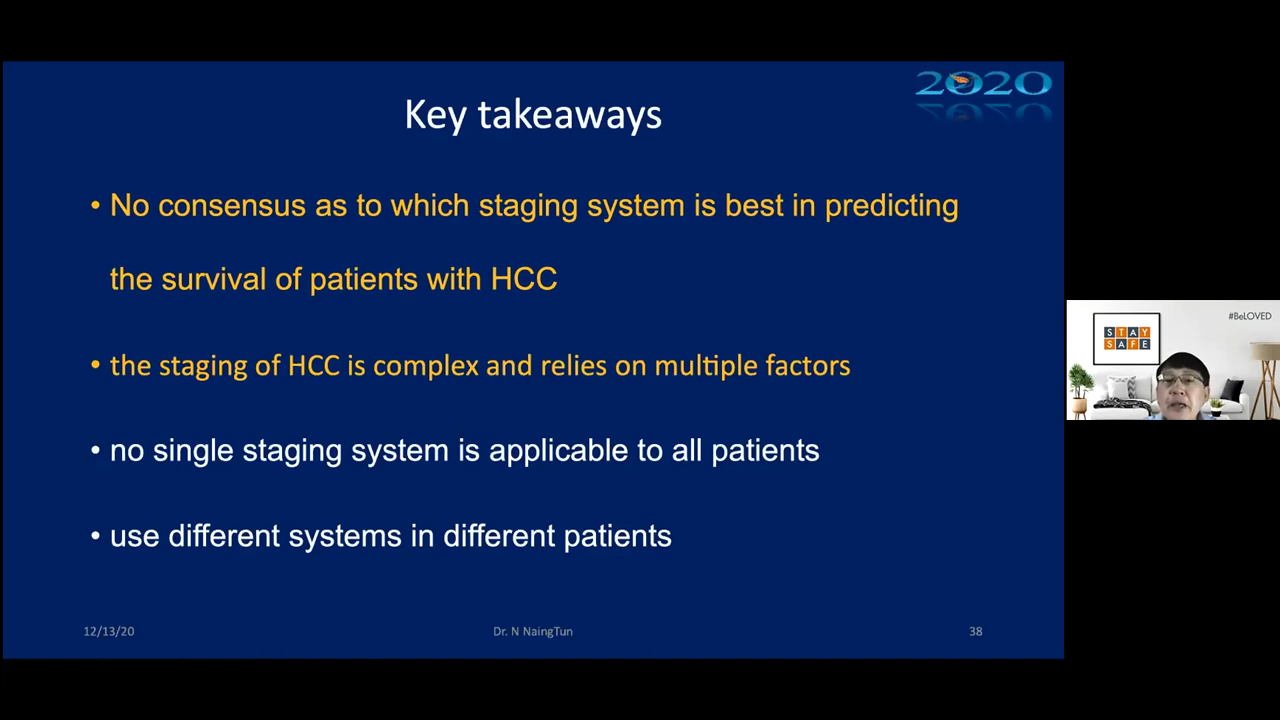 2020
Key takeaways
• No consensus as to which staging system is best in predicting
the survival of patients with HCC
• the staging of HCC is complex and relies on multiple factors
• no single staging system is applicable to all patients
• use different systems in different patients
12/13/20
Dr. N NaingTun
38
#BeLOVED
STAY
SAFE